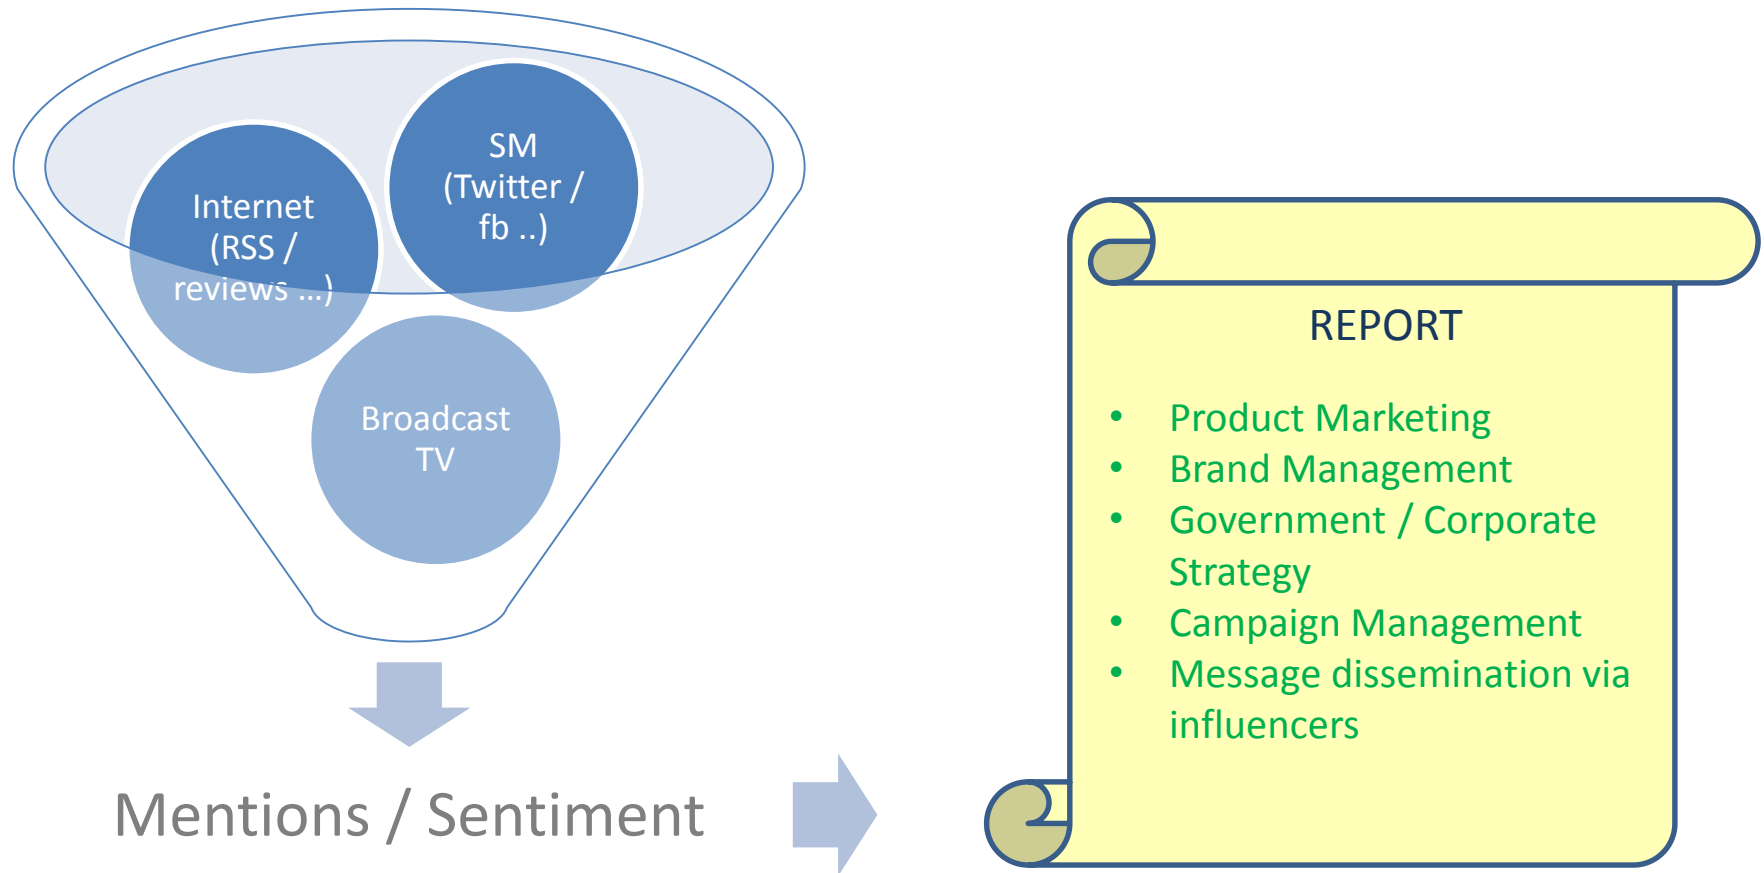 SM
(Twitter /
fb ..)
Internet
(RSS /
reviews ...)
Broadcast
TV
Mentions / Sentiment
REPORT
• Product Marketing
• Brand Management
• Government / Corporate
Strategy
• Campaign Management
• Message dissemination via
influencers